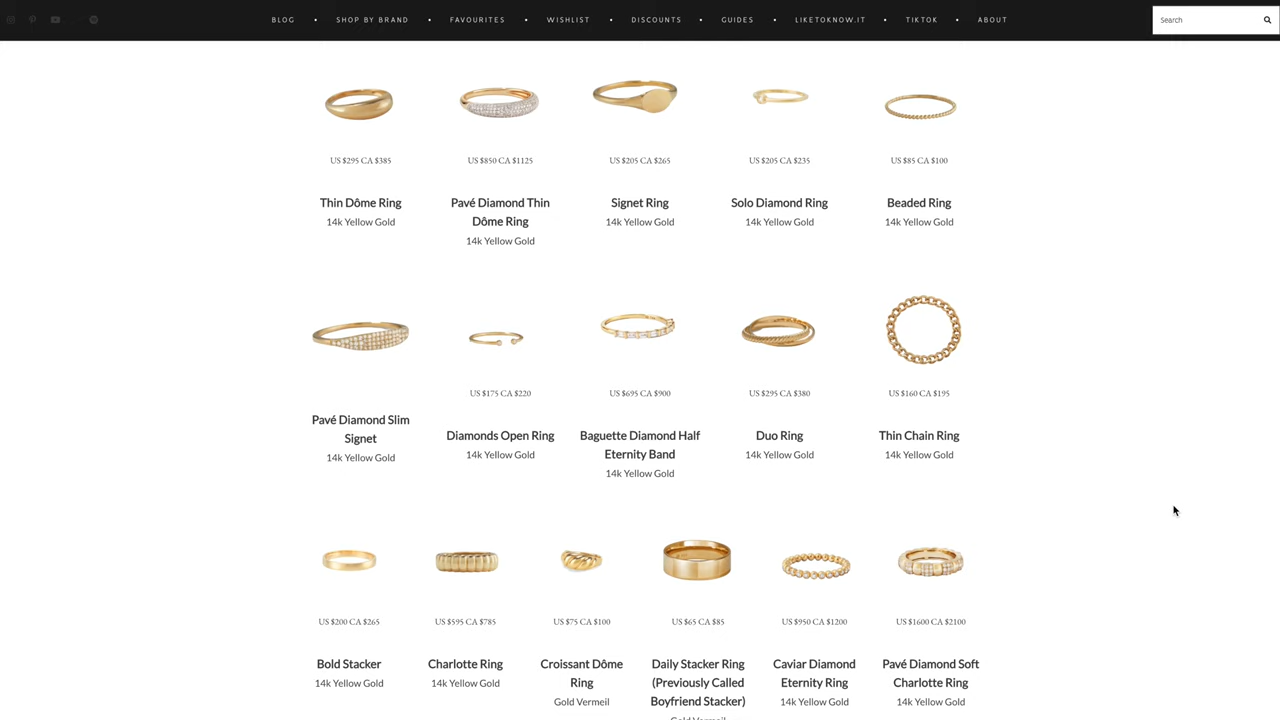 BLOG • SHOP BY BRAND • FAVOURITES • WISHLIST • DISCOUNTS • GUIDES • LIKETOKNOW.IT • TIKTOK • ABOUT
Search
US $295 CA $385
US $850 CA $1125
US $205 CA $265
US $205 CA $235
US $85 CA $100
Thin Dôme Ring
14k Yellow Gold
Pavé Diamond Thin
Dôme Ring
14k Yellow Gold
Signet Ring
14k Yellow Gold
Solo Diamond Ring
14k Yellow Gold
Beaded Ring
14k Yellow Gold
Pavé Diamond Slim
Signet
14k Yellow Gold
US $175 CA $220
Diamonds Open Ring
14k Yellow Gold
US $695 CA $900
Baguette Diamond Half
Eternity Band
14k Yellow Gold
US $295 CA $380
Duo Ring
14k Yellow Gold
US $160 CA $195
Thin Chain Ring
14k Yellow Gold
US $200 CA $265
Bold Stacker
14k Yellow Gold
US $595 CA $785
Charlotte Ring
14k Yellow Gold
US $75 CA $100
Croissant Dôme
Ring
Gold Vermeil
US $65 CA $85
Daily Stacker Ring
(Previously Called
Boyfriend Stacker)
Gold Vermeil
US $950 CA $1200
Caviar Diamond
Eternity Ring
14k Yellow Gold
US $1600 CA $2100
Pavé Diamond Soft
Charlotte Ring
14k Yellow Gold